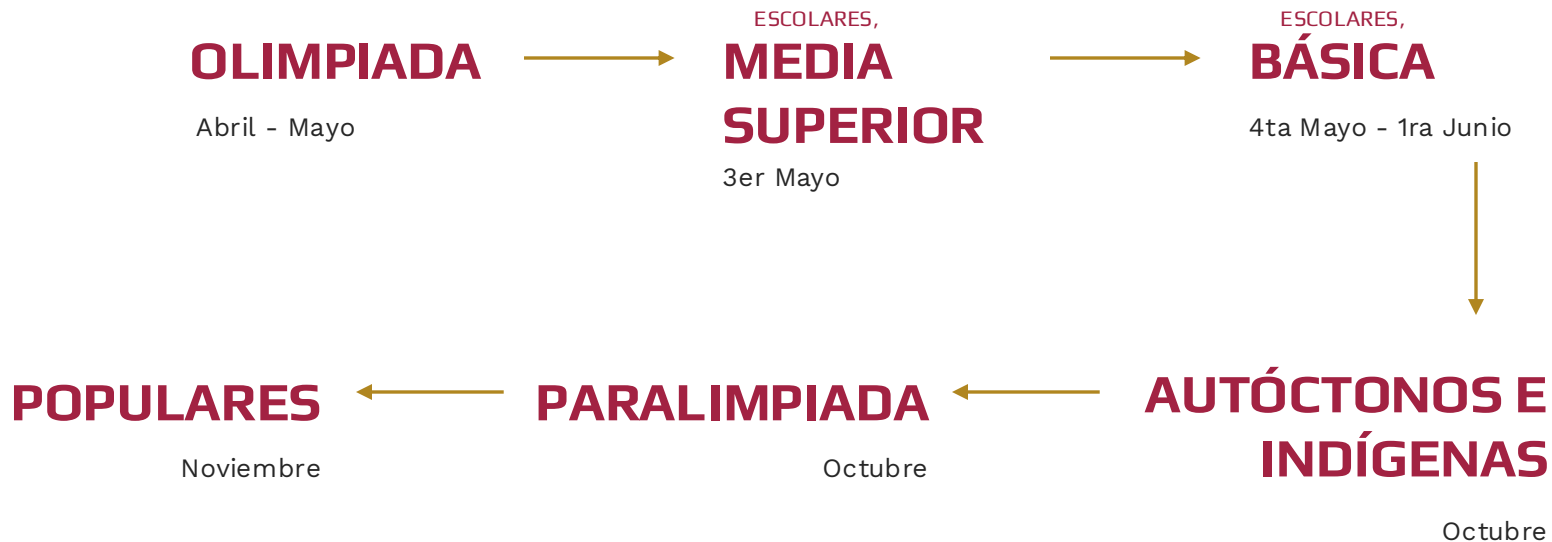 OLIMPIADA
Abril - Mayo
ESCOLARES,
MEDIA
SUPERIOR
3er Mayo
ESCOLARES,
BÁSICA
4ta Mayo - 1ra Junio
AUTÓCTONOS E
INDÍGENAS
Octubre
PARALIMPIADA
Octubre
POPULARES
Noviembre